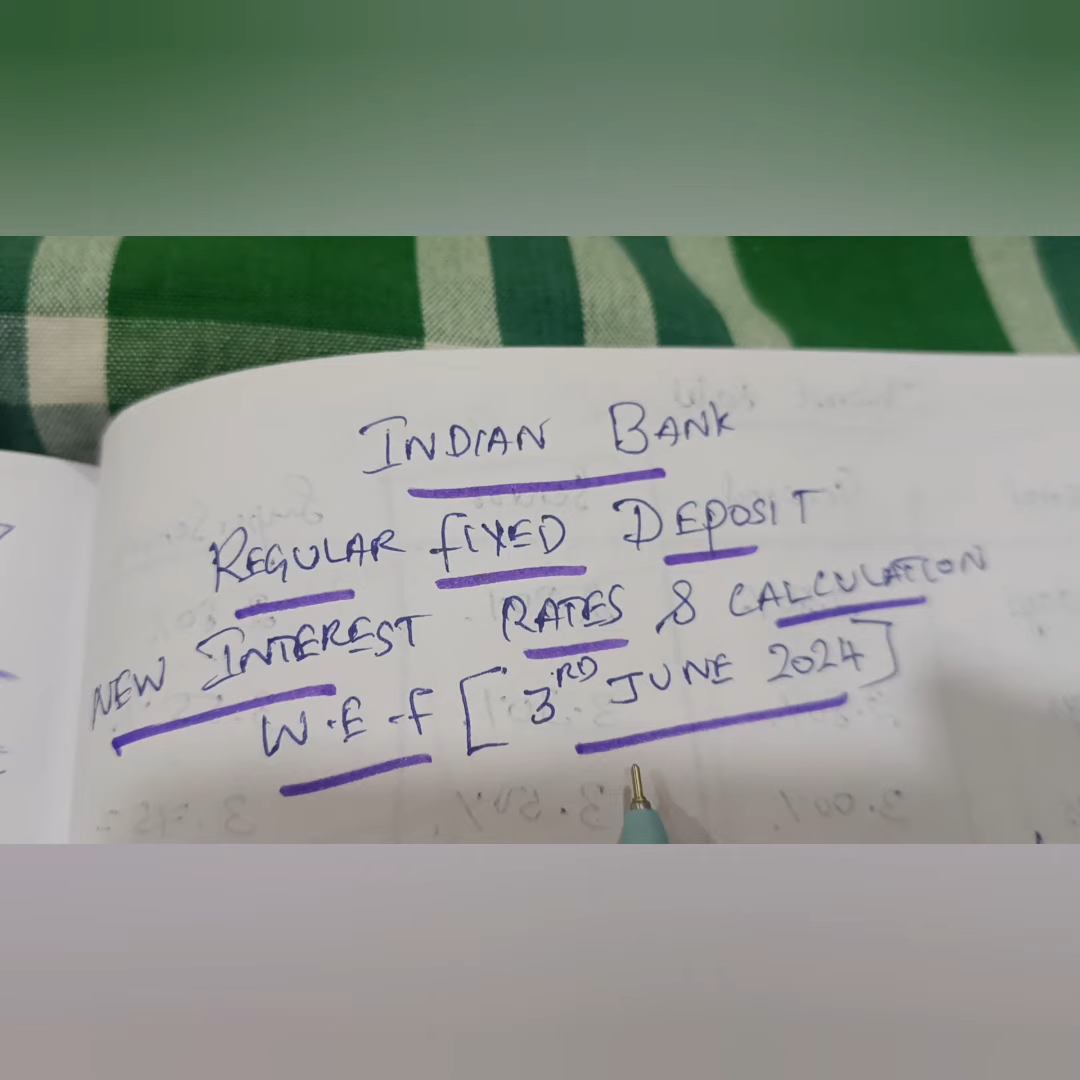 INDIAN BANK
REGULAR FIXED DEPOSIT
NEW INTEREST RATES & CALCULATION
W.E.F [3RD JUNE 2024]